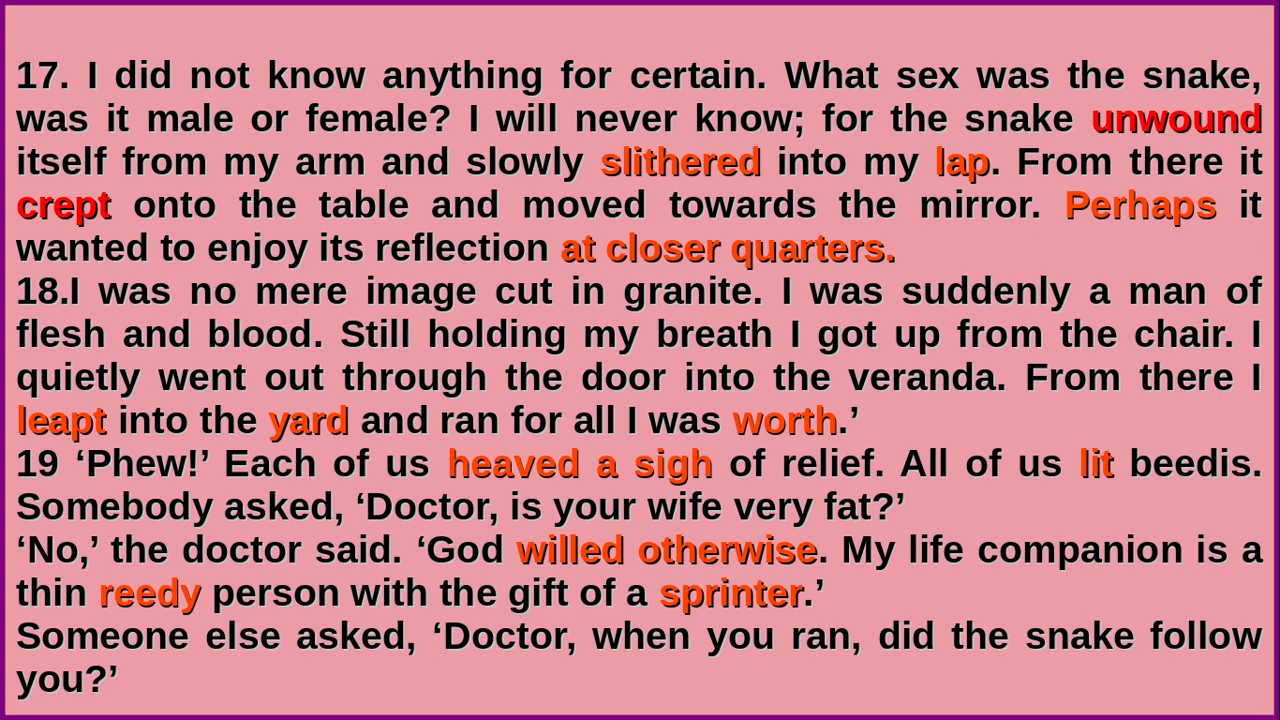 17. I did not know anything for certain. What sex was the snake,
was it male or female? I will never know; for the snake unwound
itself from my arm and slowly slithered into my lap. From there it
crept onto the table and moved towards the mirror. Perhaps it
wanted to enjoy its reflection at closer quarters.
18.I was no mere image cut in granite. I was suddenly a man of
flesh and blood. Still holding my breath I got up from the chair. I
quietly went out through the door into the veranda. From there I
leapt into the yard and ran for all I was worth.’
19 ‘Phew!’ Each of us heaved a sigh of relief. All of us lit beedis.
Somebody asked, ‘Doctor, is your wife very fat?’
‘No,’ the doctor said. ‘God willed otherwise. My life companion is a
thin reedy person with the gift of a sprinter.’
Someone else asked, ‘Doctor, when you ran, did the snake follow
you?’